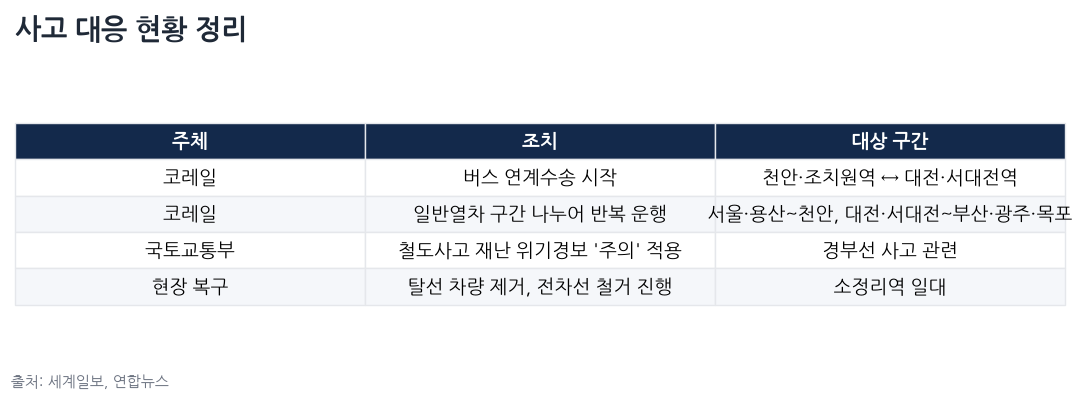 사고 대응 현황 정리
주체 조치 대상 구간
코레일 버스 연계수송 시작 천안·조치원역 ↔ 대전·서대전역
코레일 일반열차 구간 나누어 반복 운행 서울·용산~천안, 대전·서대전~부산·광주·목포
국토교통부 철도사고 재난 위기경보 '주의' 적용 경부선 사고 관련
현장 복구 탈선 차량 제거, 전차선 철거 진행 소정리역 일대
출처: 세계일보, 연합뉴스